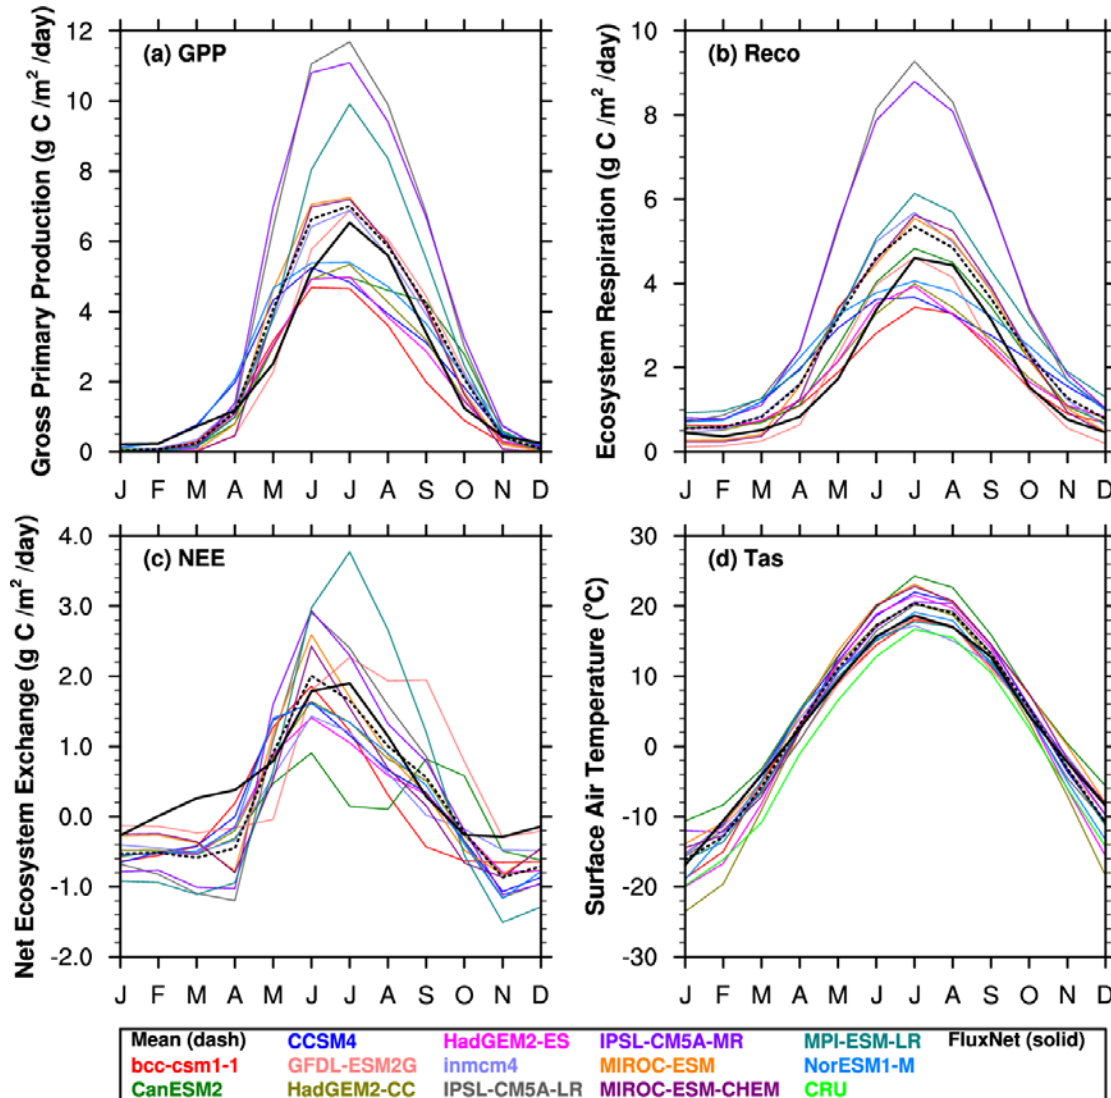 (a) GPP
Gross Primary Production (g C /m² /day)
12
10
8
6
4
2
0
J F M A M J J A S O N D
(b) Reco
Ecosystem Respiration (g C /m² /day)
10
8
6
4
2
0
J F M A M J J A S O N D
(c) NEE
Net Ecosystem Exchange (g C /m² /day)
4.0
3.0
2.0
1.0
0.0
-1.0
-2.0
J F M A M J J A S O N D
(d) Tas
Surface Air Temperature (°C)
30
20
10
0
-10
-20
-30
J F M A M J J A S O N D
Mean (dash) CCSM4 HadGEM2-ES IPSL-CM5A-MR MPI-ESM-LR FluxNet (solid)
bcc-csm1-1 GFDL-ESM2G inmcm4 MIROC-ESM NorESM1-M
CanESM2 HadGEM2-CC IPSL-CM5A-LR MIROC-ESM-CHEM CRU